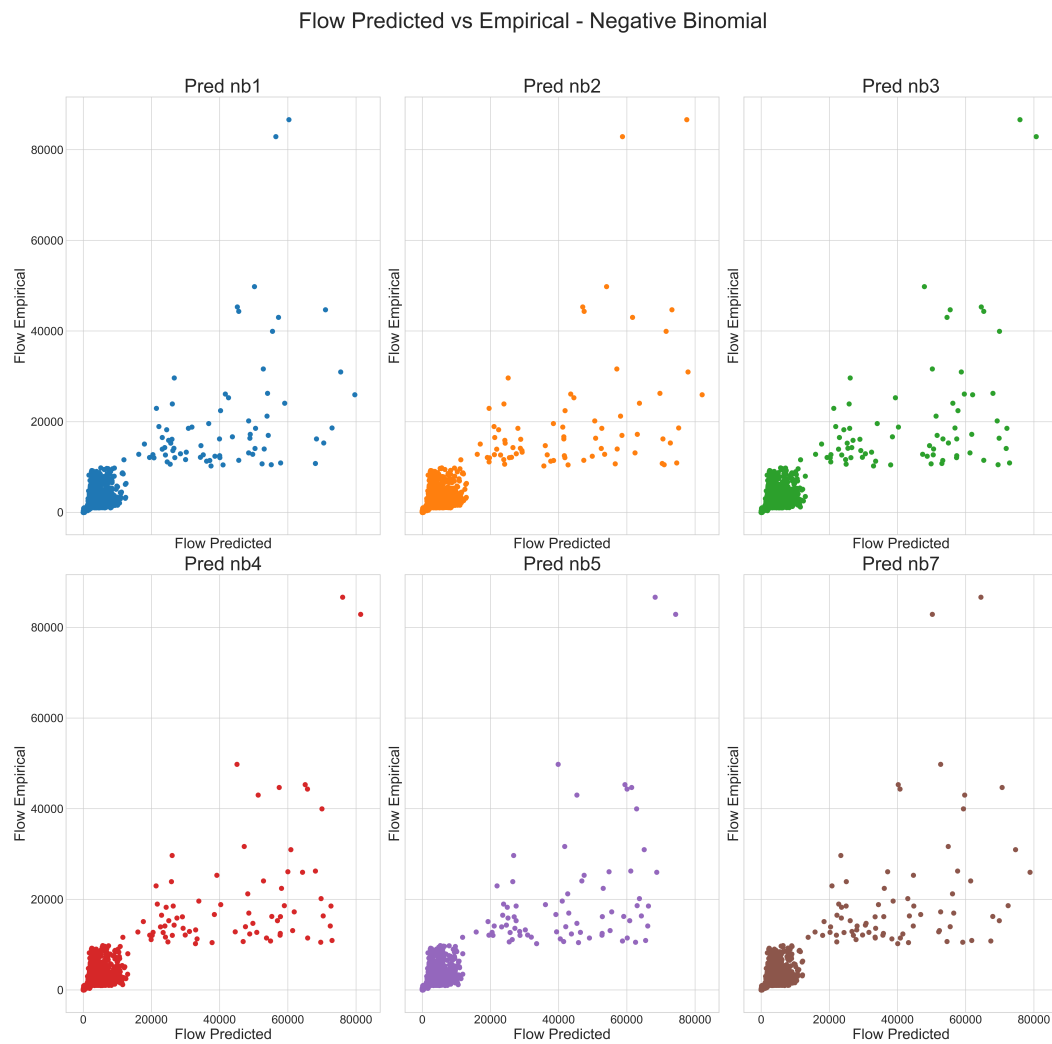 Flow Predicted vs Empirical - Negative Binomial
Pred nb1
Pred nb2
Pred nb3
80000
60000
40000
20000
0
Flow Empirical
Flow Empirical
Flow Empirical
Flow Predicted
Flow Predicted
Flow Predicted
Pred nb4
Pred nb5
Pred nb7
80000
60000
40000
20000
0
Flow Empirical
Flow Empirical
Flow Empirical
0 20000 40000 60000 80000
0 20000 40000 60000 80000
0 20000 40000 60000 80000
Flow Predicted
Flow Predicted
Flow Predicted